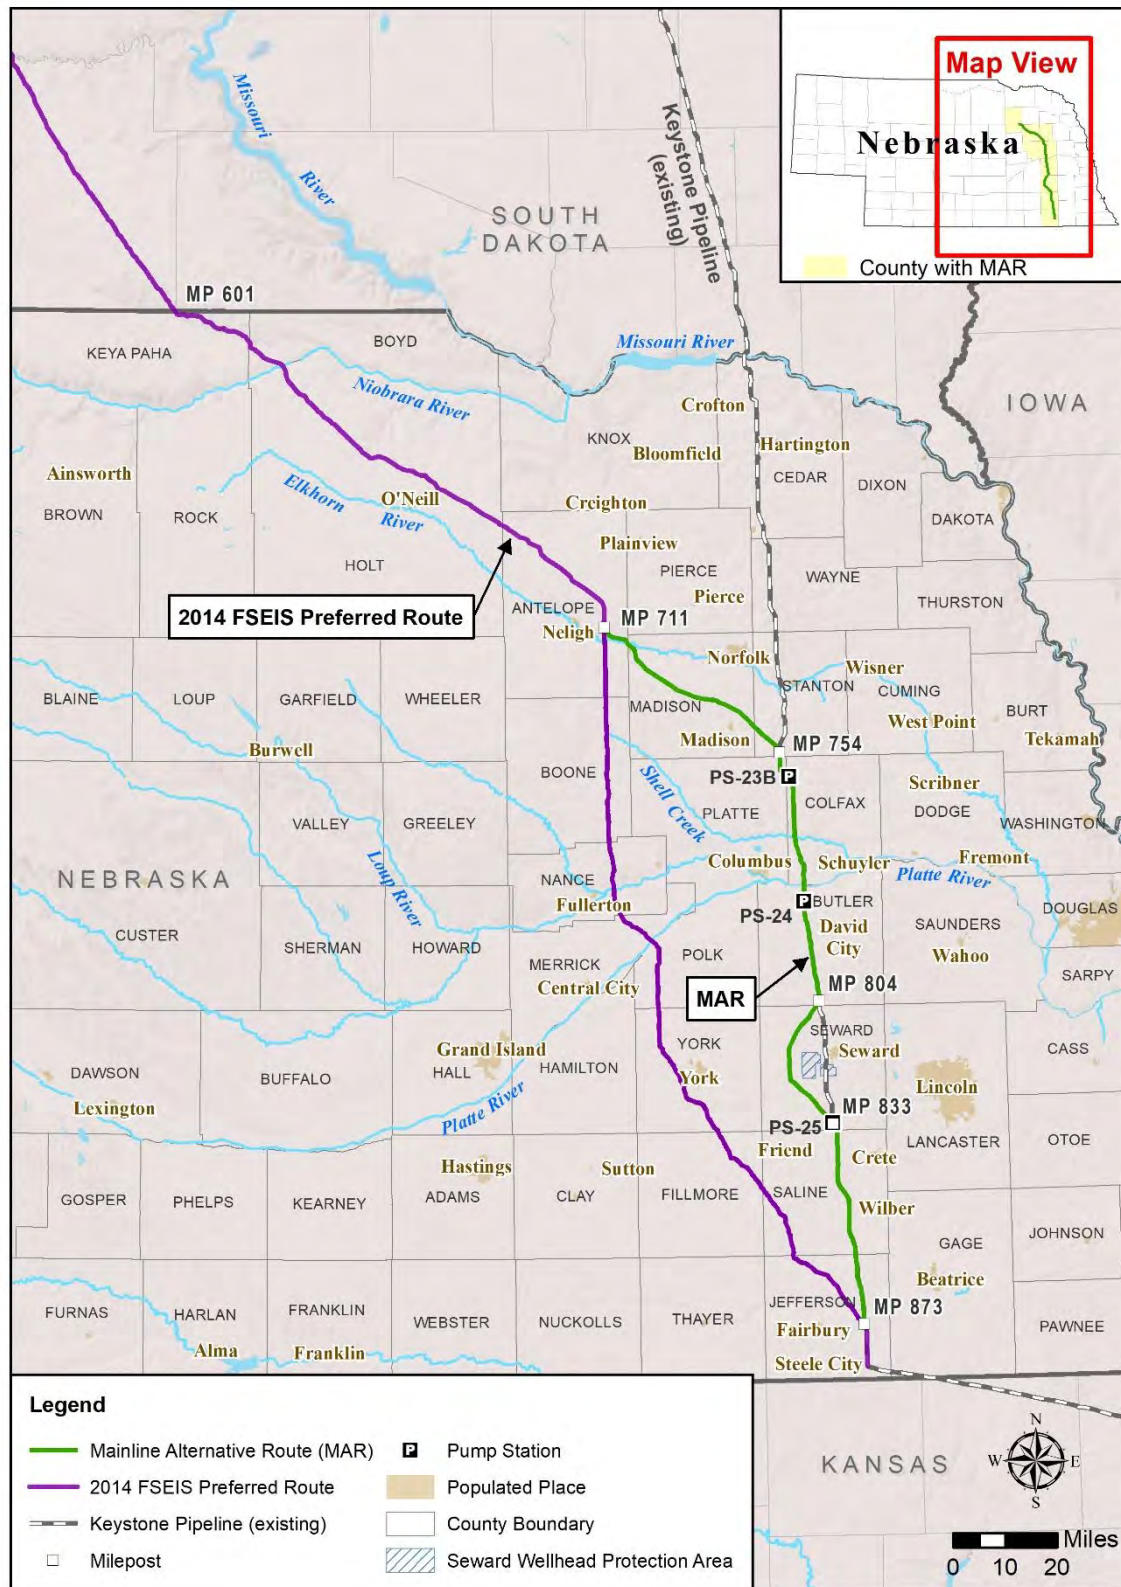 Map View
Nebraska
County with MAR
Missouri
River
SOUTH
DAKOTA
Keystone Pipeline
(existing)
MP 601
KEYA PAHA
BOYD
Missouri River
Niobrara River
IOWA
Crofton
KNOX
Bloomfield
Hartington
CEDAR
DIXON
Ainsworth
BROWN
ROCK
Elkhorn
River
O'Neill
Creighton
DAKOTA
HOLT
Plainview
PIERCE
Pierce
WAYNE
THURSTON
2014 FSEIS Preferred Route
ANTELOPE
Neligh
MP 711
Norfolk
Wisner
STANTON
CUMING
BLAINE
LOUP
GARFIELD
WHEELER
MADISON
West Point
BURT
Burwell
Madison
MP 754
Tekamah
BOONE
Shell
Creek
PS-23B
COLFAX
Scribner
DODGE
PLATTE
WASHINGTON
VALLEY
GREELEY
Loup
River
Columbus
Schuyler
Fremont
Platte River
NEBRASKA
NANCE
Fullerton
PS-24
BUTLER
David
City
SAUNDERS
DOUGLAS
CUSTER
SHERMAN
HOWARD
POLK
Wahoo
SARPY
MERRICK
Central City
MAR
MP 804
SEWARD
Seward
YORK
York
CASS
Grand Island
HALL
HAMILTON
DAWSON
BUFFALO
Lexington
Platte River
Lincoln
MP 833
PS-25
LANCASTER
OTOE
Friend
Crete
Hastings
Sutton
GOSPER
PHELPS
KEARNEY
ADAMS
CLAY
FILLMORE
SALINE
Wilber
GAGE
JOHNSON
Beatrice
JEFFERSON
MP 873
FURNAS
HARLAN
FRANKLIN
WEBSTER
NUCKOLLS
THAYER
Fairbury
PAWNEE
Alma
Franklin
Steele City
Legend
Mainline Alternative Route (MAR)
2014 FSEIS Preferred Route
Keystone Pipeline (existing)
Milepost
P Pump Station
Populated Place
County Boundary
Seward Wellhead Protection Area
KANSAS
N
W E
S
Miles
0 10 20